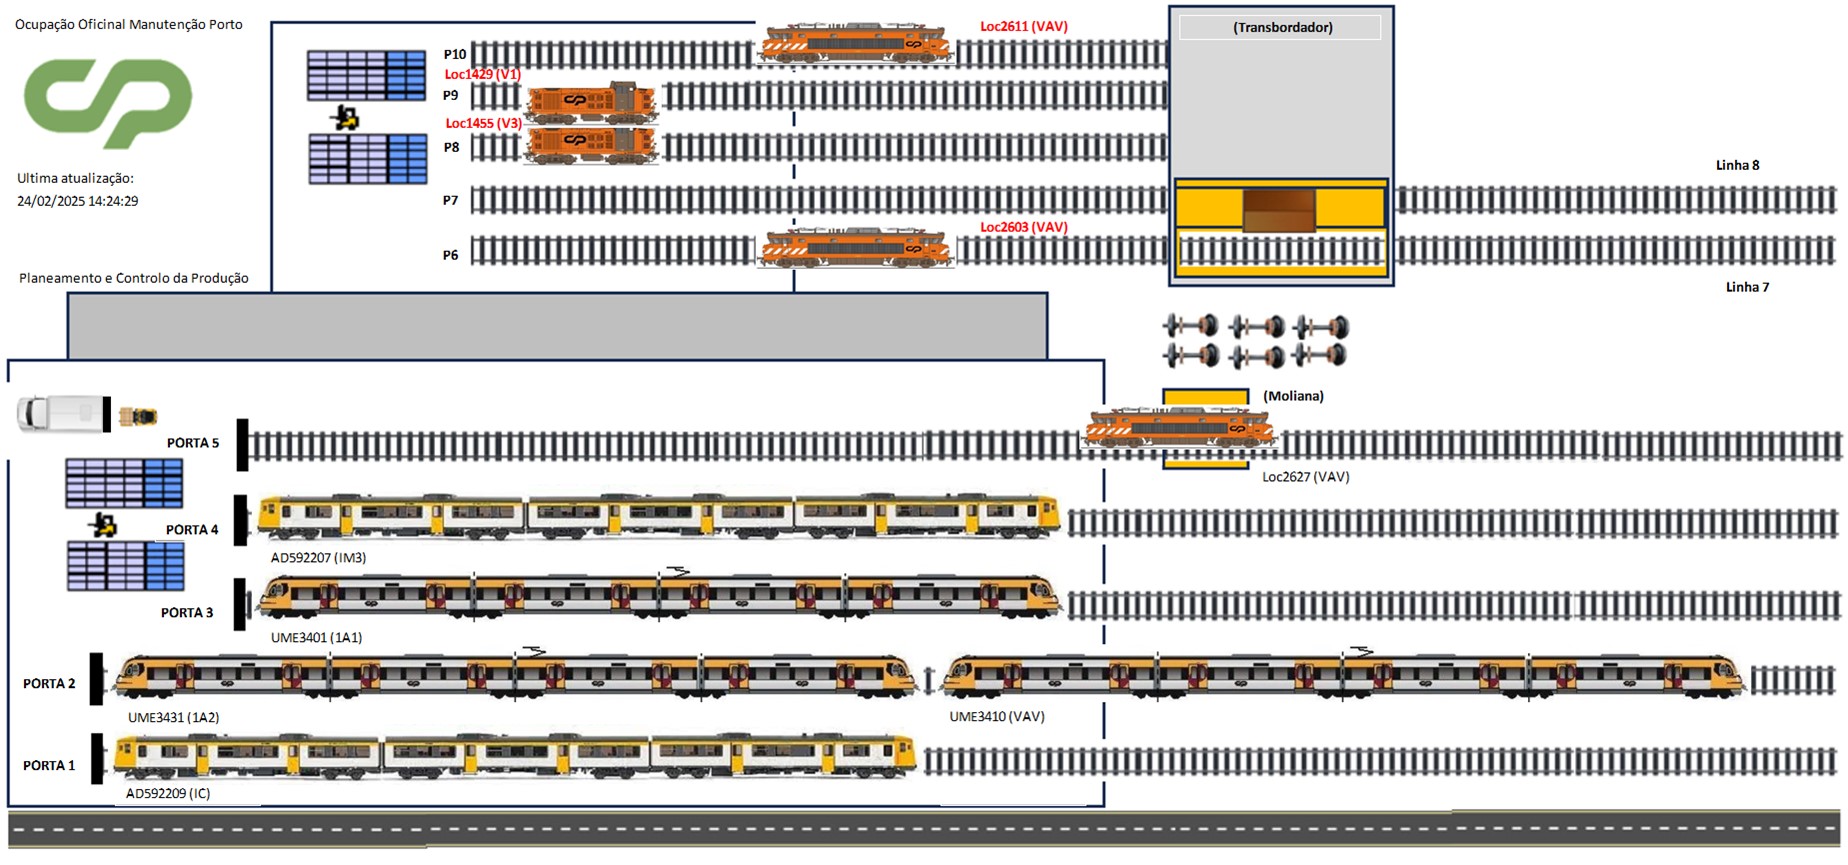 Ocupação Oficinal Manutenção Porto
CP
Ultima atualização:
24/02/2025 14:24:29
Planeamento e Controlo da Produção
Loc2611 (VAV)
(Transbordador)
P10
Loc1429 (V1)
P9
Loc1455 (V3)
P8
Linha 8
P7
Loc2603 (VAV)
P6
Linha 7
(Moliana)
PORTA 5
Loc2627 (VAV)
PORTA 4
AD592207 (IM3)
PORTA 3
UME3401 (1A1)
PORTA 2
UME3431 (1A2)
UME3410 (VAV)
PORTA 1
AD592209 (IC)